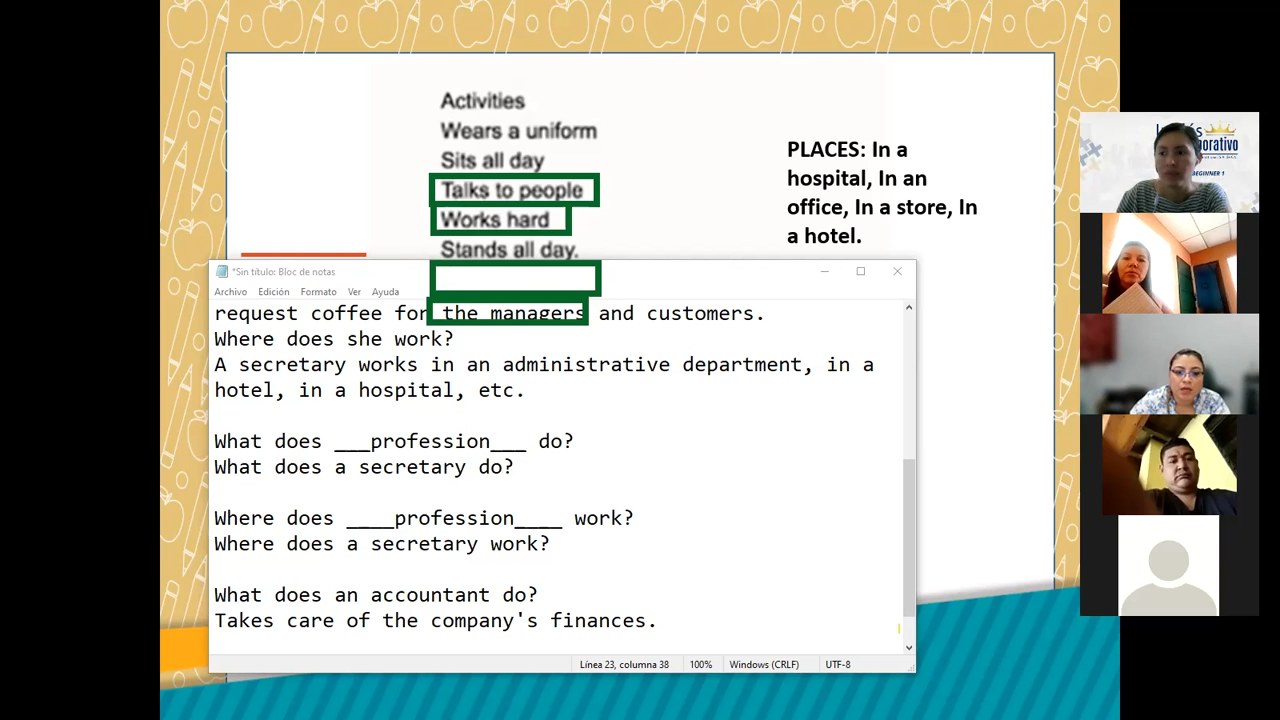 Activities
Wears a uniform
Sits all day
Talks to people
Works hard
Stands all day.
PLACES: In a
hospital, In an
office, In a store, In
a hotel.
*Sin título: Bloc de notas
Archivo Edición Formato Ver Ayuda
request coffee for the managers and customers.
Where does she work?
A secretary works in an administrative department, in a
hotel, in a hospital, etc.
What does ___profession___ do?
What does a secretary do?
Where does ____profession____ work?
Where does a secretary work?
What does an accountant do?
Takes care of the company's finances.
Línea 23, columna 38 100% Windows (CRLF) UTF-8
BEGINNER 1